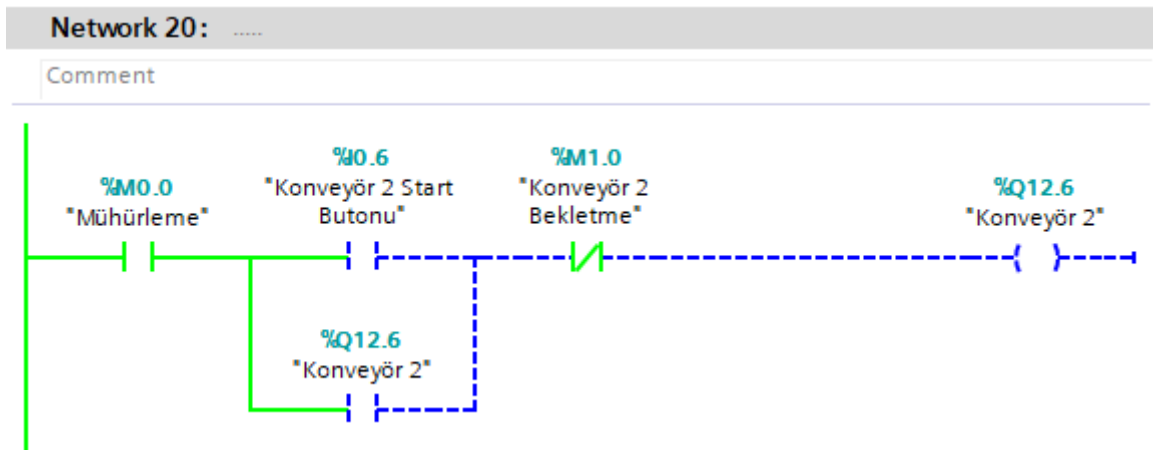 Network 20: .....
Comment
%M0.0
"Mühürleme"
%I0.6
"Konveyör 2 Start
Butonu"
%M1.0
"Konveyör 2
Bekletme"
%Q12.6
"Konveyör 2"
%Q12.6
"Konveyör 2"